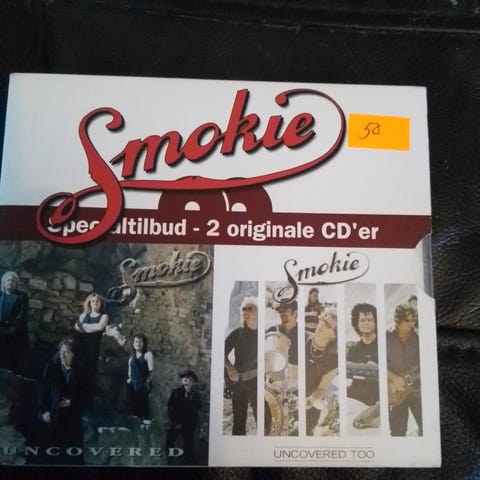 Smokie
50
Specialtilbud - 2 originale CD'er
Smokie
Smokie
UNCOVERED
UNCOVERED TOO